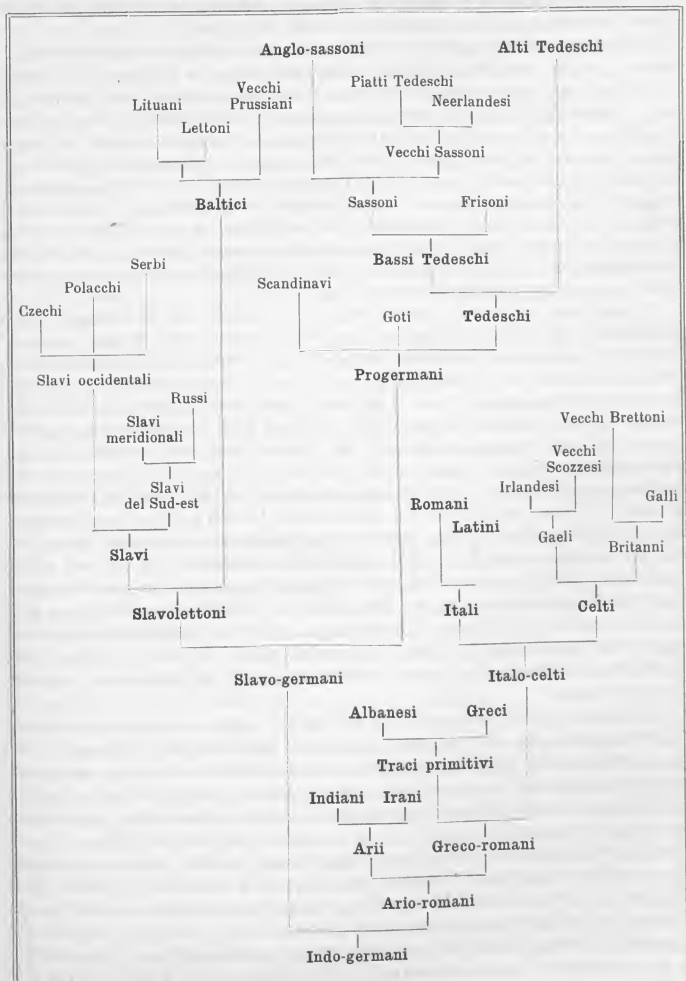 Anglo-sassoni
Alti Tedeschi
Piatti Tedeschi
Vecchi
Prussiani
Lituani
Neerlandesi
Lettoni
Vecchi Sassoni
Baltici
Sassoni
Frisoni
Bassi Tedeschi
Serbi
Scandinavi
Polacchi
Czechi
Goti
Tedeschi
Slavi occidentali
Progermani
Russi
Slavi
meridionali
Vecchi Brettoni
Vecchi
Scozzesi
Irlandesi
Slavi
del Sud-est
Romani
Galli
Latini
Gaeli
Britanni
Slavi
Slavolettoni
Itali
Celti
Slavo-germani
Italo-celti
Albanesi
Greci
Traci primitivi
Indiani
Irani
Arii
Greco-romani
Ario-romani
Indo-germani